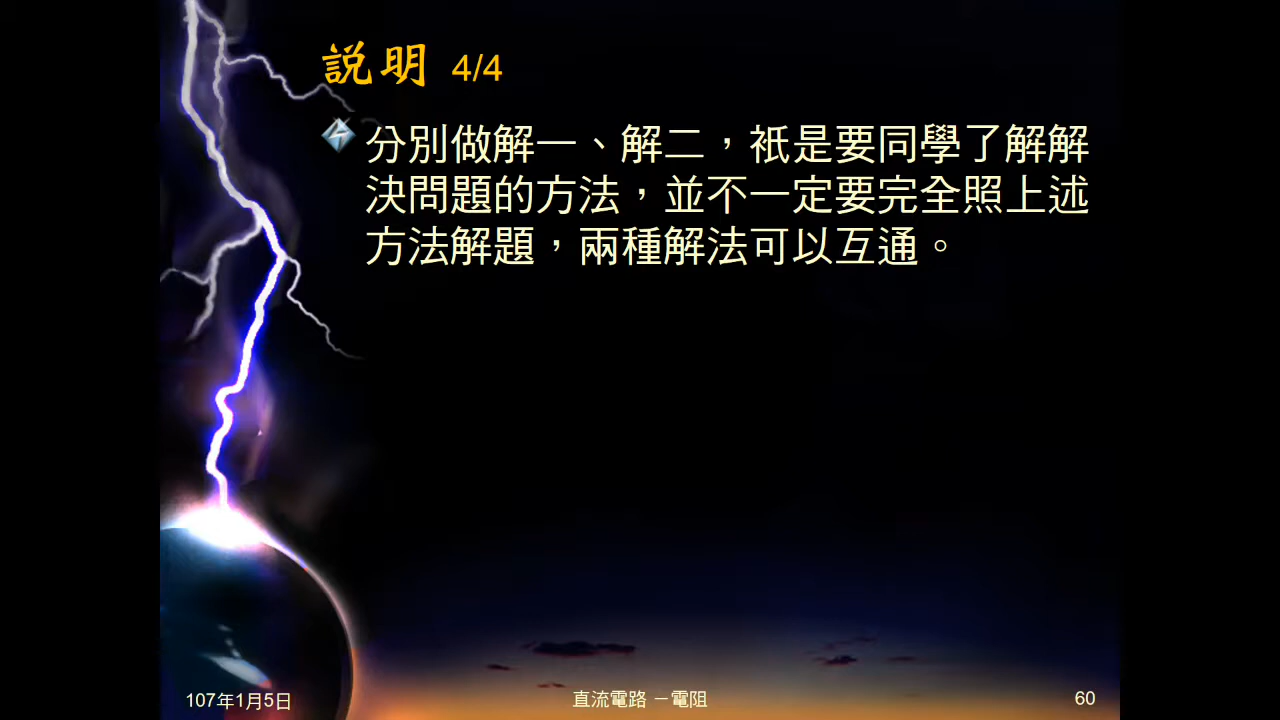 說明 4/4
分別做解一、解二，祇是要同學了解解
決問題的方法，並不一定要完全照上述
方法解題，兩種解法可以互通。
107年1月5日
直流電路 －電阻
60